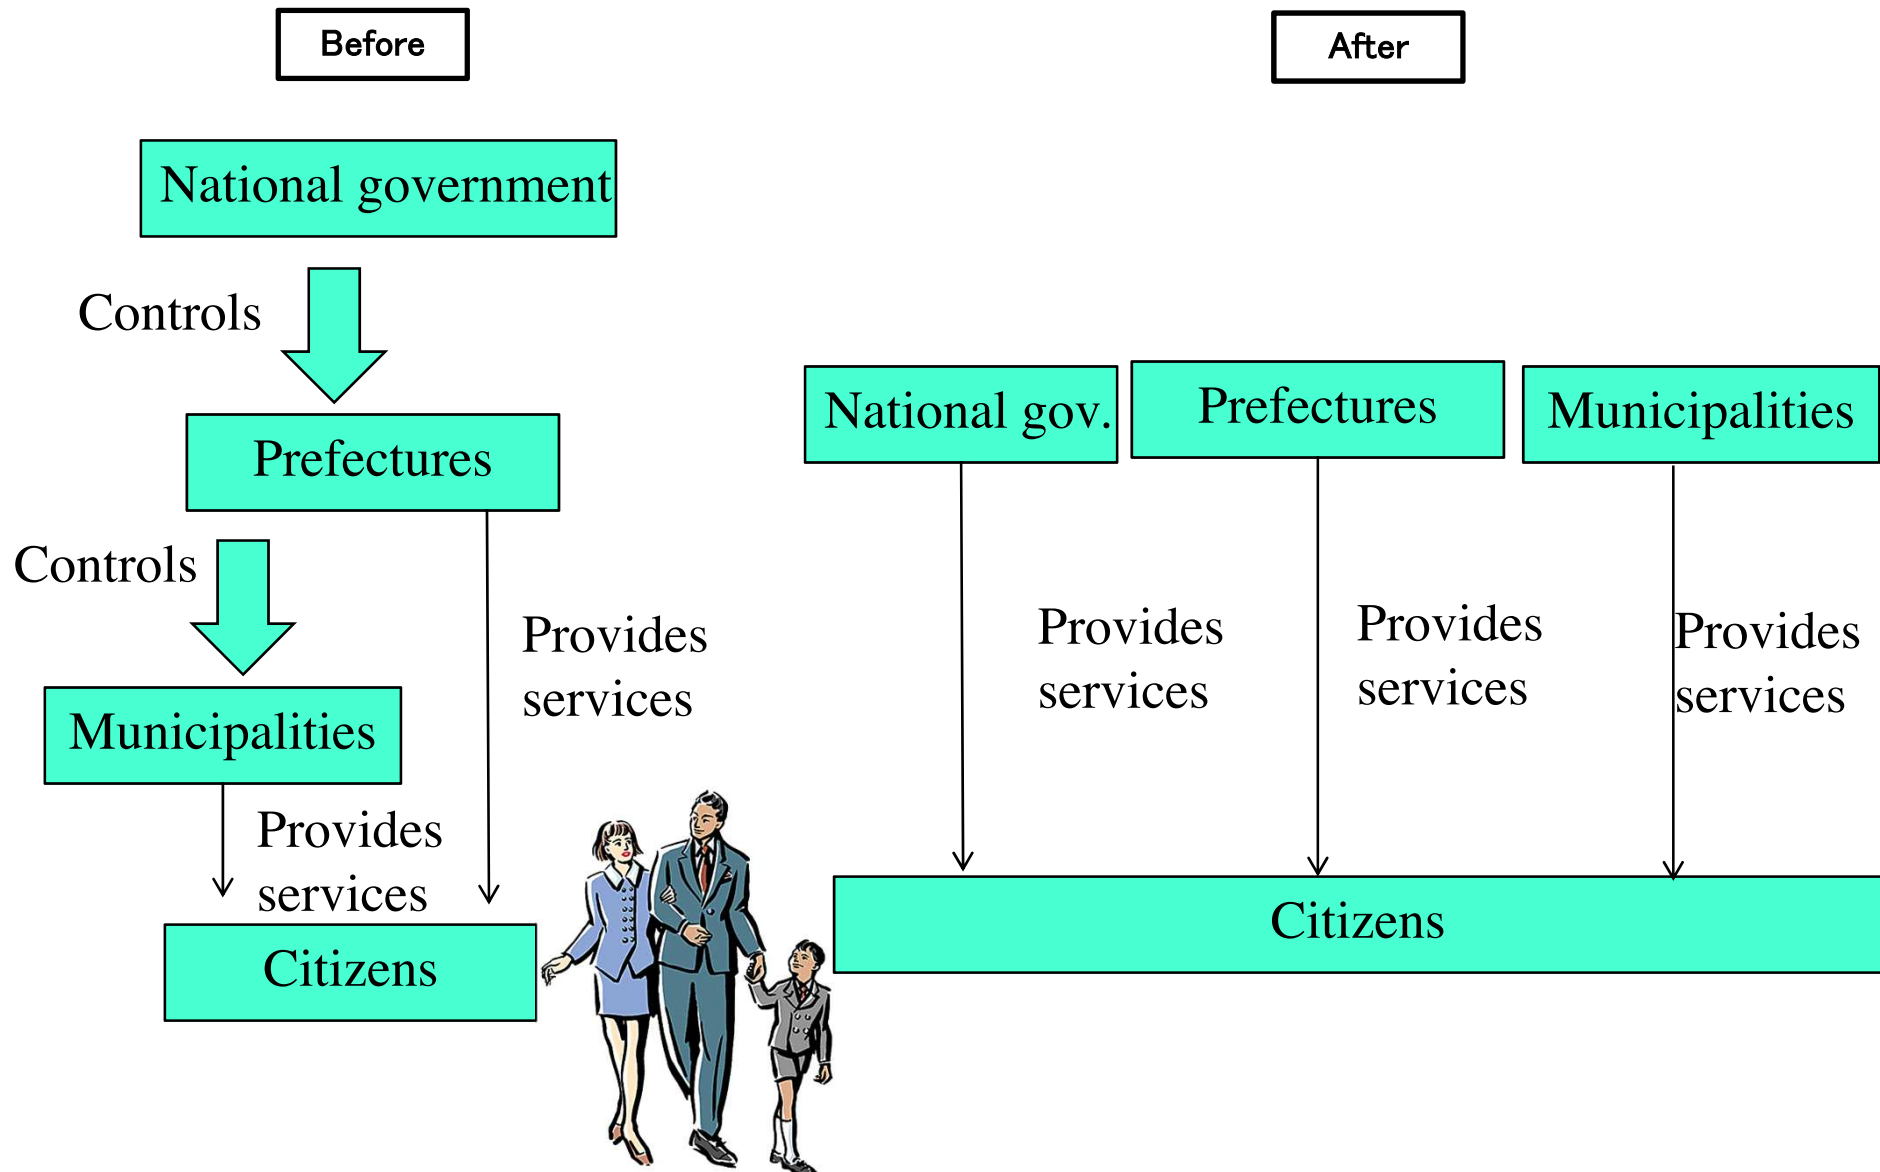 Before
National government
Controls
Prefectures
Controls
Provides
services
Municipalities
Provides
services
Citizens
After
National gov.
Prefectures
Municipalities
Provides
services
Provides
services
Provides
services
Citizens